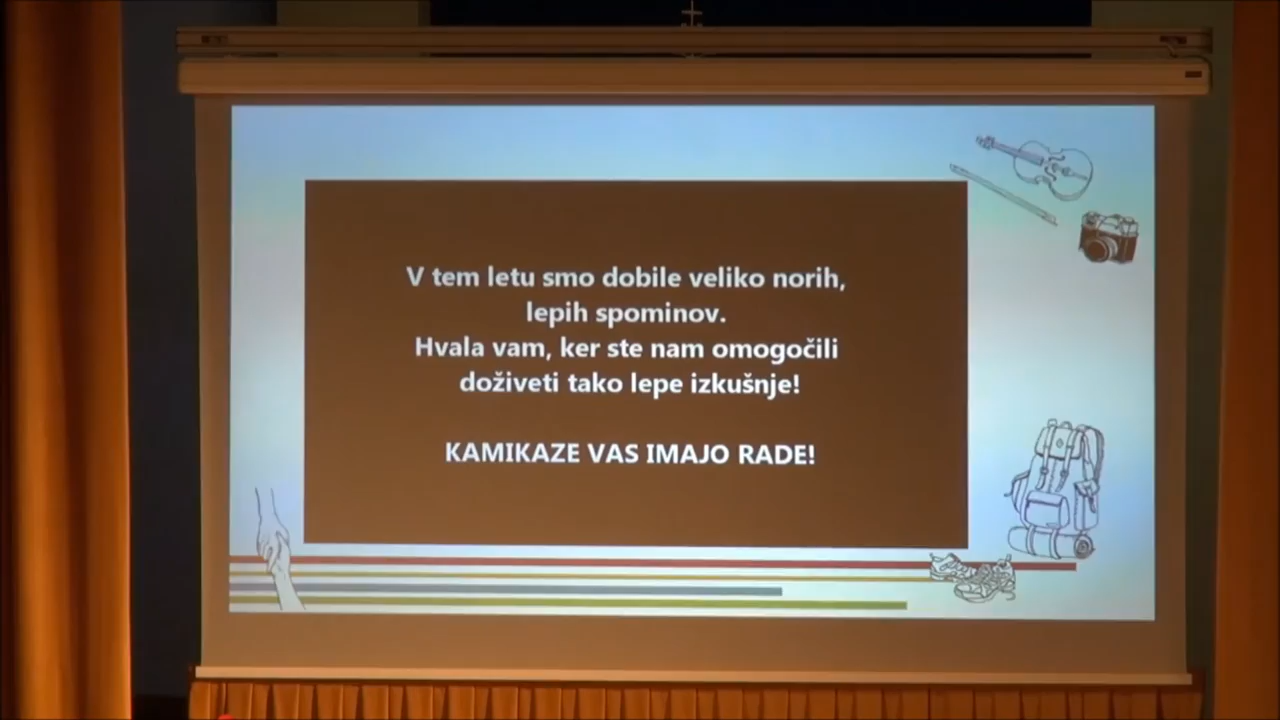 V tem letu smo dobile veliko norih,
lepih spominov.
Hvala vam, ker ste nam omogočili
doživeti tako lepe izkušnje!
KAMIKAZE VAS IMAJO RADE!